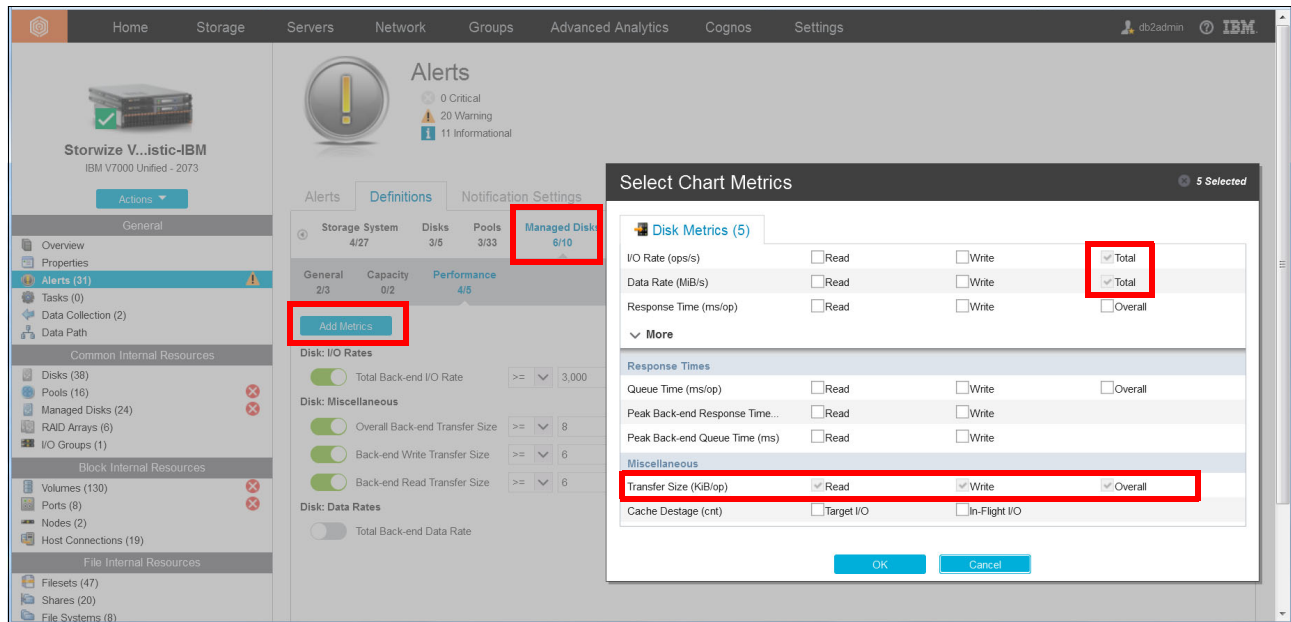 Home Storage Servers Network Groups Advanced Analytics Cognos Settings db2admin ? IBM.
Storwize V...istic-IBM
IBM V7000 Unified - 2073
Actions
General
Overview
Properties
Alerts (31)
Tasks (0)
Data Collection (2)
Data Path
Common Internal Resources
Disks (38)
Pools (16)
Managed Disks (24)
RAID Arrays (6)
I/O Groups (1)
Block Internal Resources
Volumes (130)
Ports (8)
Nodes (2)
Host Connections (19)
File Internal Resources
Filesets (47)
Shares (20)
File Systems (8)
Alerts
0 Critical
20 Warning
11 Informational
Alerts Definitions Notification Settings
Storage System Disks Pools Managed Disks
4/27 3/5 3/33 6/10
General Capacity Performance
2/3 0/2 4/5
Add Metrics
Disk: I/O Rates
Total Back-end I/O Rate >= 3,000
Disk: Miscellaneous
Overall Back-end Transfer Size >= 8
Back-end Write Transfer Size >= 6
Back-end Read Transfer Size >= 6
Disk: Data Rates
Total Back-end Data Rate
Select Chart Metrics 5 Selected
Disk Metrics (5)
I/O Rate (ops/s) Read Write Total
Data Rate (MiB/s) Read Write Total
Response Time (ms/op) Read Write Overall
More
Response Times
Queue Time (ms/op) Read Write Overall
Peak Back-end Response Time... Read Write
Peak Back-end Queue Time (ms) Read Write
Miscellaneous
Transfer Size (KiB/op) Read Write Overall
Cache Destage (cnt) Target I/O In-Flight I/O
OK Cancel